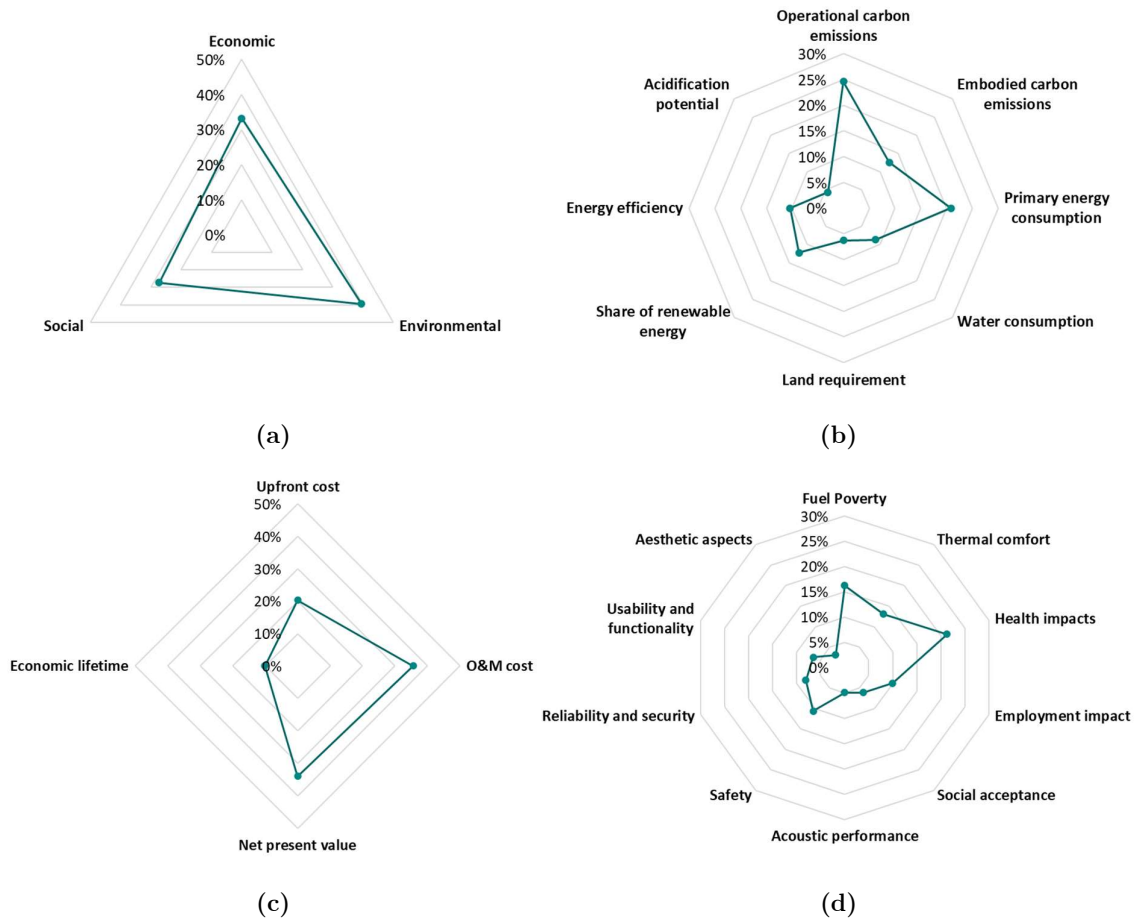 Economic
50%
40%
30%
20%
10%
0%
Social
Environmental
(a)
Operational carbon
emissions
30%
25%
20%
15%
10%
5%
0%
Embodied carbon
emissions
Primary energy
consumption
Water consumption
Land requirement
Share of renewable
energy
Energy efficiency
Acidification
potential
(b)
Upfront cost
50%
40%
30%
20%
10%
0%
O&M cost
Net present value
Economic lifetime
(c)
Fuel Poverty
30%
25%
20%
15%
10%
5%
0%
Thermal comfort
Health impacts
Employment impact
Social acceptance
Acoustic performance
Safety
Reliability and security
Usability and
functionality
Aesthetic aspects
(d)